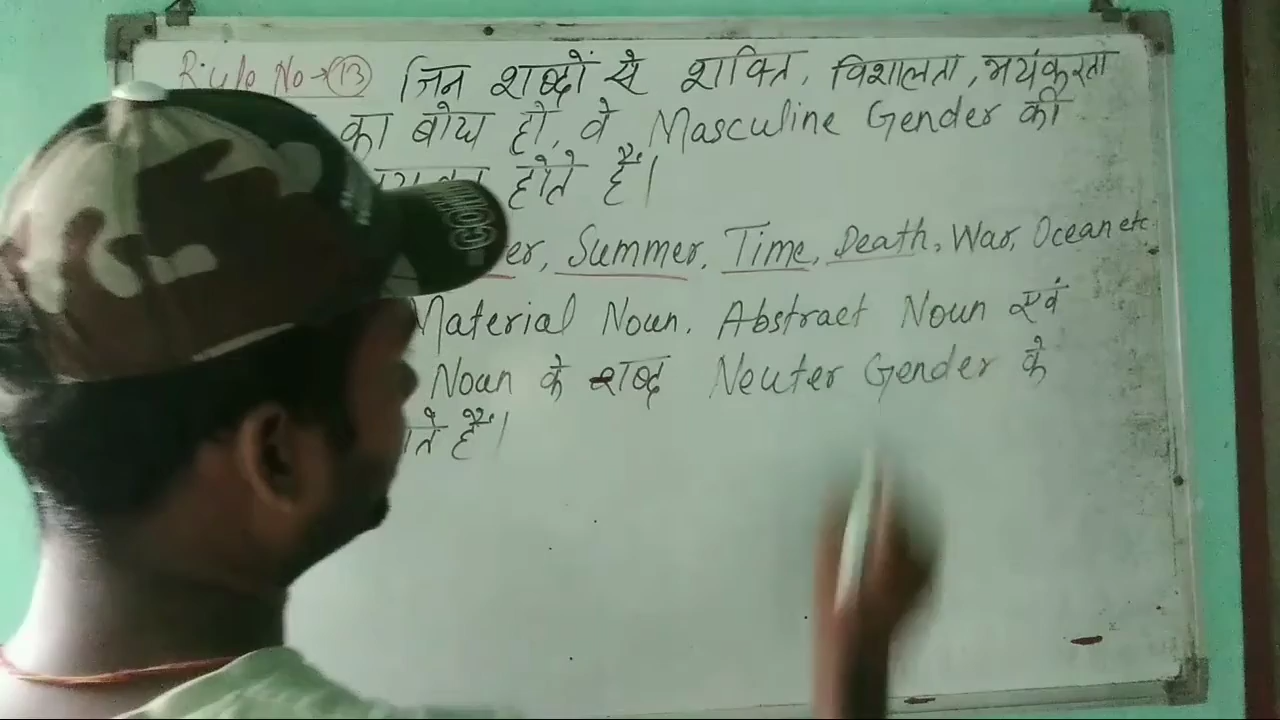 Rule No→(13) जिन शब्दों से शक्ति, विशालता, भयंकरता
का बोध हो, वे Masculine Gender की
होते हैं।
er, Summer, Time, Death, War, Ocean etc
Material Noun, Abstract Noun एवं
Noun के शब्द Neuter Gender के
ते हैं।